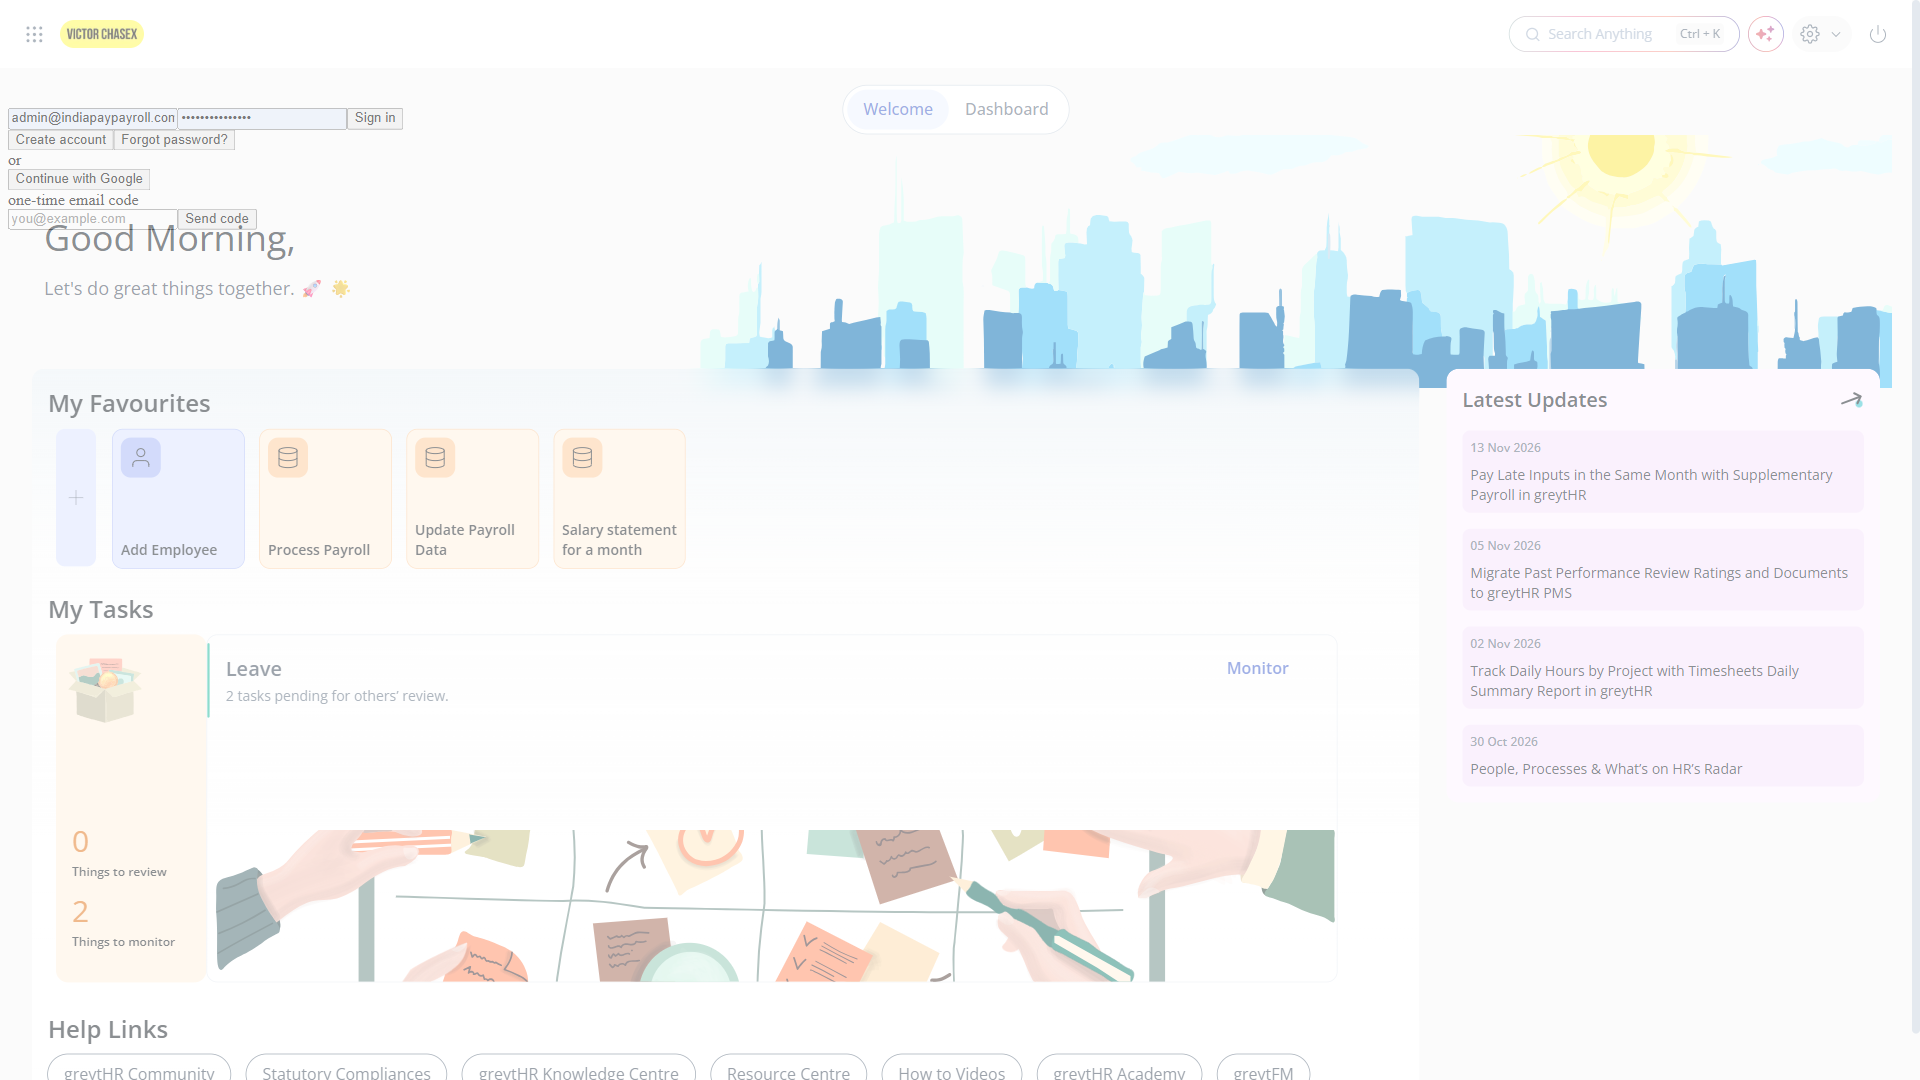 VICTOR CHASEX
Search Anything
Ctrl + K
Welcome
Dashboard
admin@indiapaypayroll.con
Sign in
Create account
Forgot password?
or
Continue with Google
one-time email code
you@example.com
Send code
Good Morning,
Let's do great things together. 🚀 🌟
My Favourites
Add Employee
Process Payroll
Update Payroll
Data
Salary statement
for a month
My Tasks
Leave
Monitor
2 tasks pending for others' review.
0
Things to review
2
Things to monitor
Latest Updates
13 Nov 2026
Pay Late Inputs in the Same Month with Supplementary
Payroll in greytHR
05 Nov 2026
Migrate Past Performance Review Ratings and Documents
to greytHR PMS
02 Nov 2026
Track Daily Hours by Project with Timesheets Daily
Summary Report in greytHR
30 Oct 2026
People, Processes & What's on HR's Radar
Help Links
greytHR Community
Statutory Compliances
greytHR Knowledge Centre
Resource Centre
How to Videos
greytHR Academy
greytFM